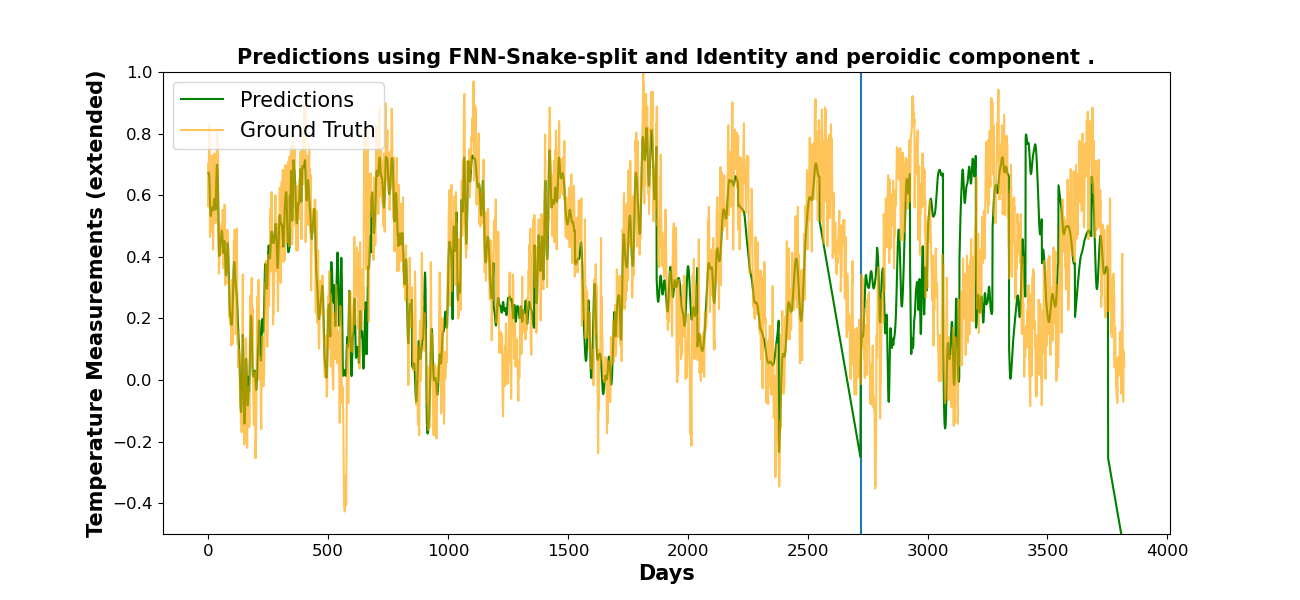 Predictions using FNN-Snake-split and Identity and peroidic component .
Temperature Measurements (extended)
1.0
0.8
0.6
0.4
0.2
0.0
−0.2
−0.4
Predictions
Ground Truth
0 500 1000 1500 2000 2500 3000 3500 4000
Days